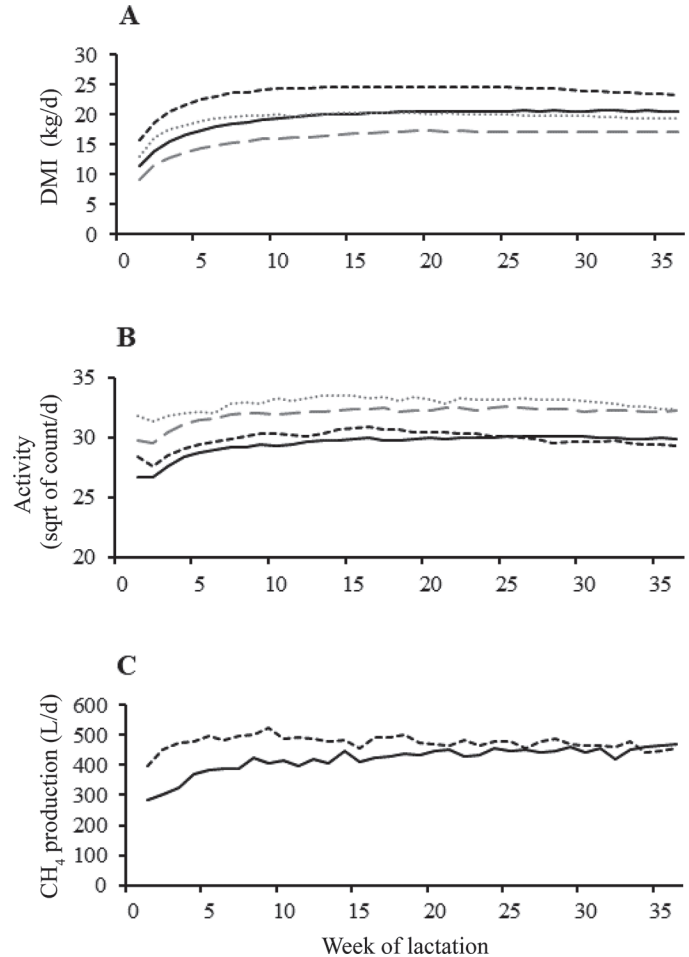 A
30
25
20
15
10
5
0
DMI (kg/d)
0 5 10 15 20 25 30 35
B
35
30
25
20
Activity
(sqrt of count/d)
0 5 10 15 20 25 30 35
C
600
500
400
300
200
100
0
CH₄ production (L/d)
0 5 10 15 20 25 30 35
Week of lactation